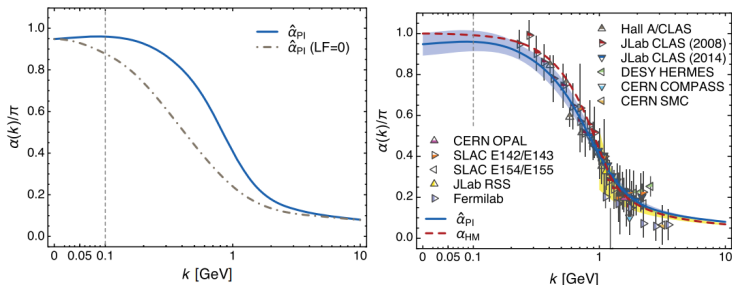 α̂PI
α̂PI (LF=0)
1.0
0.8
0.6
0.4
0.2
0.0
α(k)/π
0 0.05 0.1 1 10
k [GeV]
Hall A/CLAS
JLab CLAS (2008)
JLab CLAS (2014)
DESY HERMES
CERN COMPASS
CERN SMC
CERN OPAL
SLAC E142/E143
SLAC E154/E155
JLab RSS
Fermilab
α̂PI
αHM
1.0
0.8
0.6
0.4
0.2
0.0
α(k)/π
0 0.05 0.1 1 10
k [GeV]